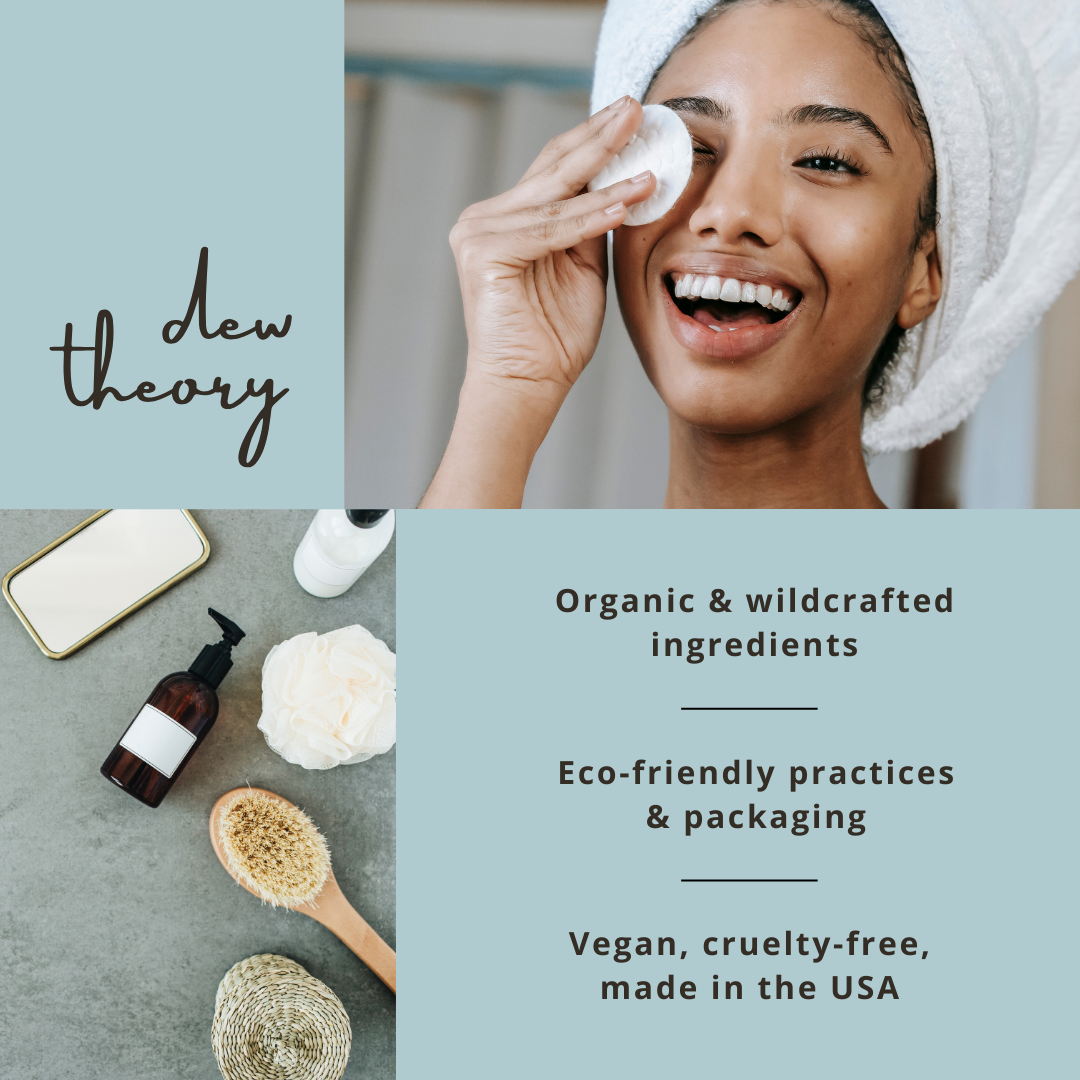 dew
theory
Organic & wildcrafted
ingredients
Eco-friendly practices
& packaging
Vegan, cruelty-free,
made in the USA